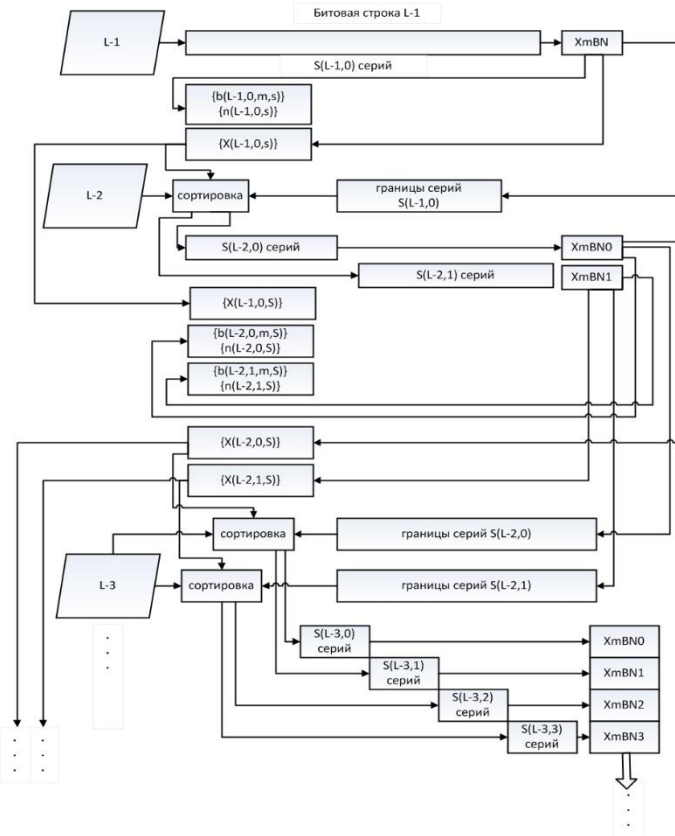 Битовая строка L-1
L-1
XmBN
S(L-1,0) серий
{b(L-1,0,m,s)}
{n(L-1,0,s)}
{X(L-1,0,s)}
L-2
сортировка
границы серий
S(L-1,0)
S(L-2,0) серий
XmBN0
S(L-2,1) серий
XmBN1
{X(L-1,0,S)}
{b(L-2,0,m,S)}
{n(L-2,0,S)}
{b(L-2,1,m,S)}
{n(L-2,1,S)}
{X(L-2,0,S)}
{X(L-2,1,S)}
сортировка
границы серий S(L-2,0)
L-3
сортировка
границы серий S(L-2,1)
S(L-3,0)
серий
XmBN0
S(L-3,1)
серий
XmBN1
S(L-3,2)
серий
XmBN2
S(L-3,3)
серий
XmBN3